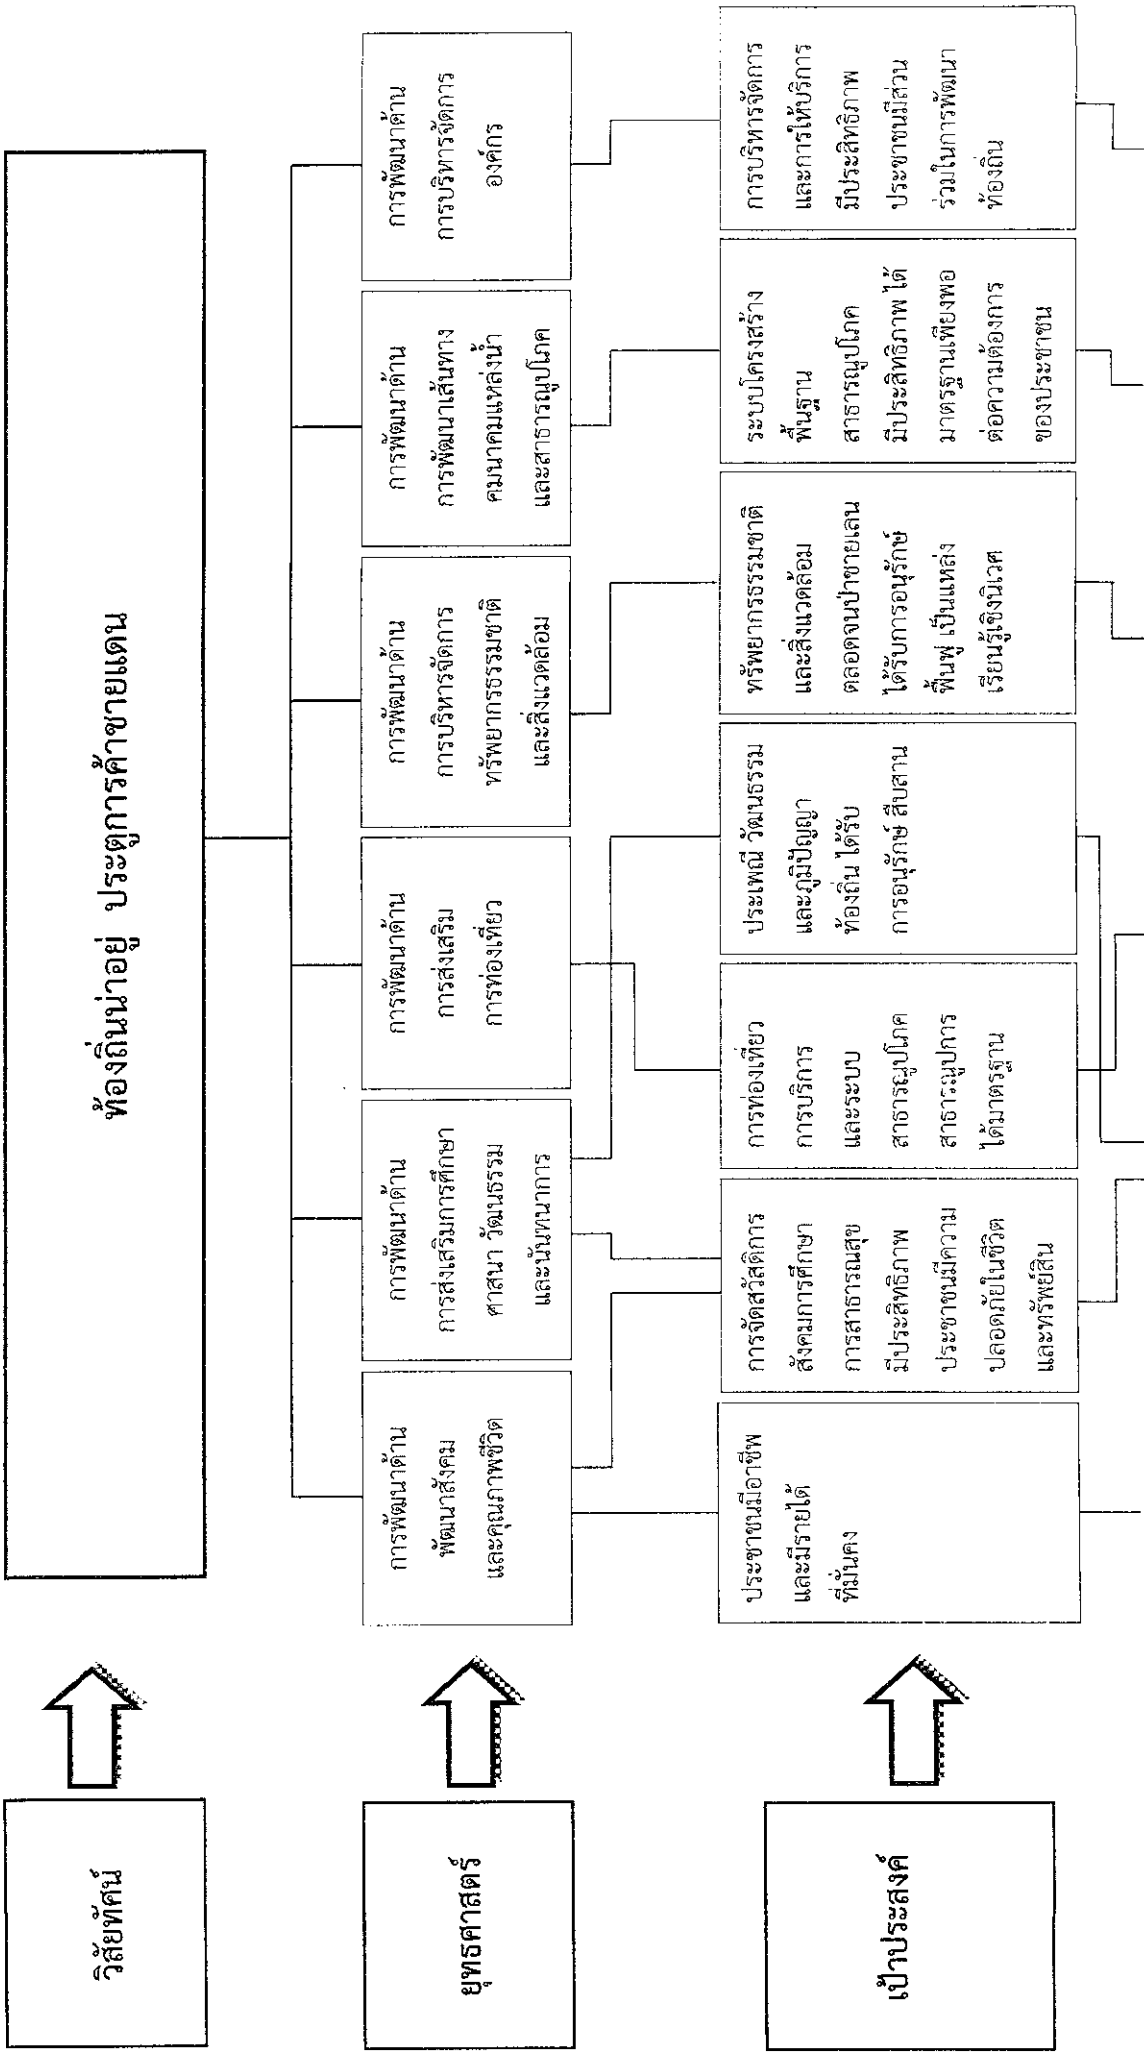 วิสัยทัศน์
ท้องถิ่นน่าอยู่ ประตูการค้าชายแดน
ยุทธศาสตร์
การพัฒนาด้าน
พัฒนาสังคม
และคุณภาพชีวิต
การพัฒนาด้าน
การส่งเสริมการศึกษา
ศาสนา วัฒนธรรม
และนันทนาการ
การพัฒนาด้าน
การส่งเสริม
การท่องเที่ยว
การพัฒนาด้าน
การบริหารจัดการ
ทรัพยากรธรรมชาติ
และสิ่งแวดล้อม
การพัฒนาด้าน
การพัฒนาเส้นทาง
คมนาคมแหล่งน้ำ
และสาธารณูปโภค
การพัฒนาด้าน
การบริหารจัดการ
องค์กร
เป้าประสงค์
ประชาชนมีอาชีพ
และมีรายได้
ที่มั่นคง
การจัดสวัสดิการ
สังคมการศึกษา
การสาธารณสุข
มีประสิทธิภาพ
ประชาชนมีความ
ปลอดภัยในชีวิต
และทรัพย์สิน
การท่องเที่ยว
การบริการ
และระบบ
สาธารณูปโภค
สาธาระณูปการ
ได้มาตรฐาน
ประเพณี วัฒนธรรม
และภูมิปัญญา
ท้องถิ่น ได้รับ
การอนุรักษ์ สืบสาน
ทรัพยากรธรรมชาติ
และสิ่งแวดล้อม
ตลอดจนป่าชายเลน
ได้รับการอนุรักษ์
ฟื้นฟู เป็นแหล่ง
เรียนรู้เชิงนิเวศ
ระบบโครงสร้าง
พื้นฐาน
สาธารณูปโภค
มีประสิทธิภาพ ได้
มาตรฐานเพียงพอ
ต่อความต้องการ
ของประชาชน
การบริหารจัดการ
และการให้บริการ
มีประสิทธิภาพ
ประชาชนมีส่วน
ร่วมในการพัฒนา
ท้องถิ่น